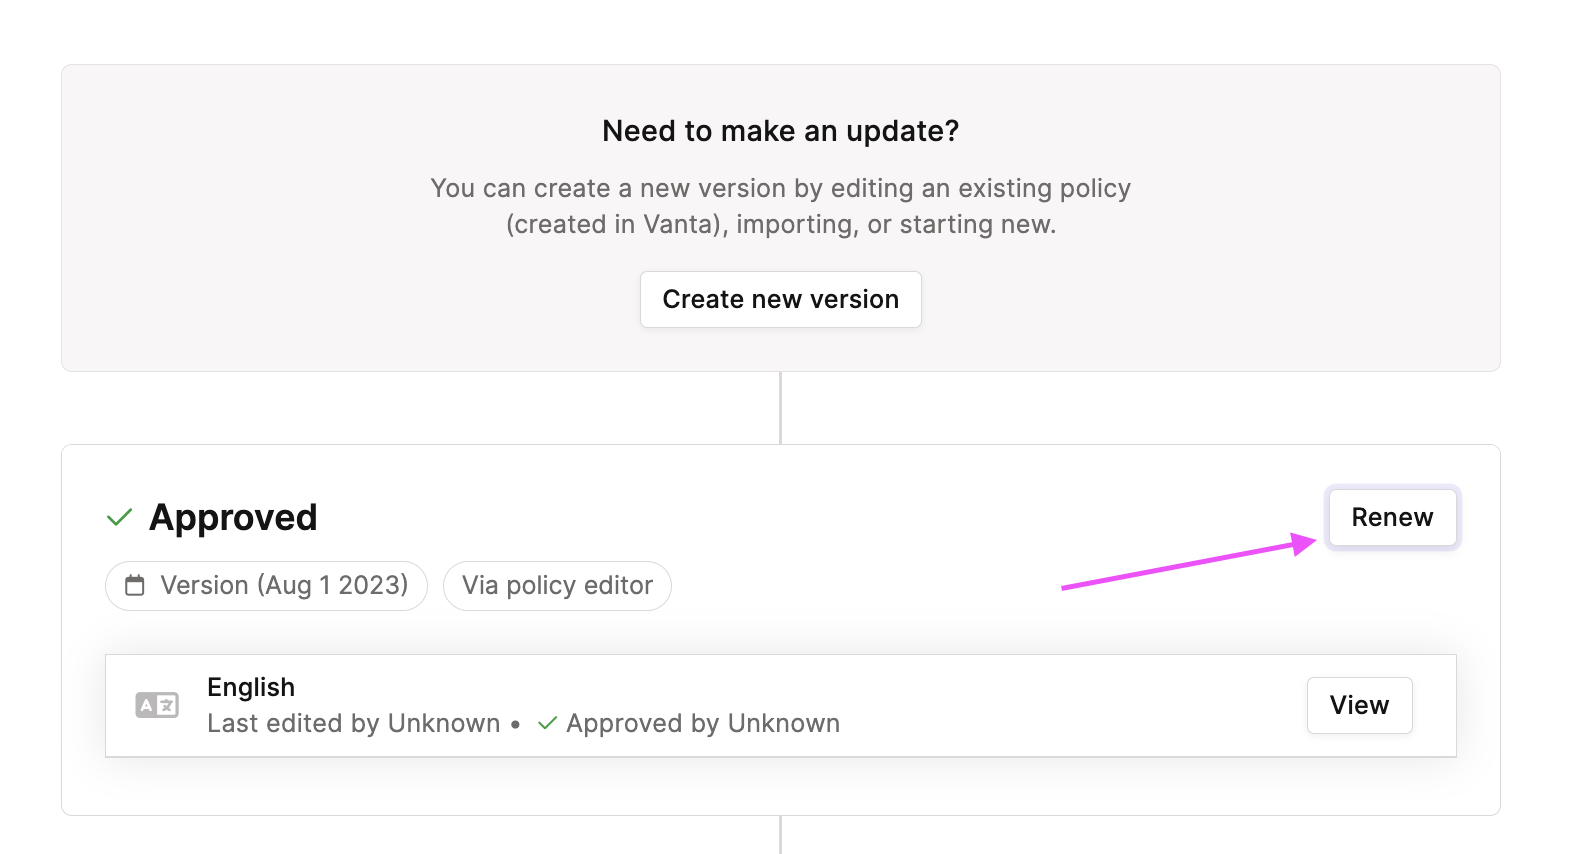 Need to make an update?
You can create a new version by editing an existing policy
(created in Vanta), importing, or starting new.
Create new version
Approved
Renew
Version (Aug 1 2023)
Via policy editor
A 文
English
Last edited by Unknown • Approved by Unknown
View